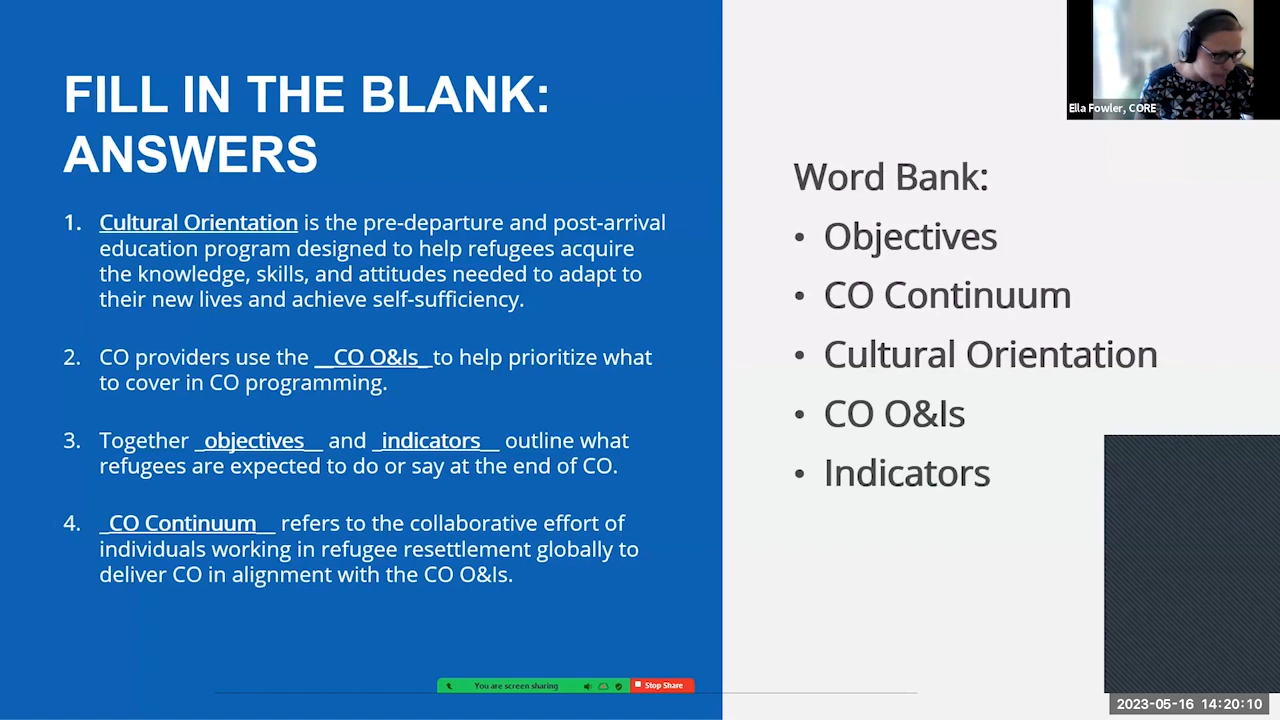 FILL IN THE BLANK:
ANSWERS
1. Cultural Orientation is the pre-departure and post-arrival
education program designed to help refugees acquire
the knowledge, skills, and attitudes needed to adapt to
their new lives and achieve self-sufficiency.
2. CO providers use the __CO O&Is_to help prioritize what
to cover in CO programming.
3. Together _objectives__ and _indicators__ outline what
refugees are expected to do or say at the end of CO.
4. _CO Continuum__ refers to the collaborative effort of
individuals working in refugee resettlement globally to
deliver CO in alignment with the CO O&Is.
Word Bank:
• Objectives
• CO Continuum
• Cultural Orientation
• CO O&Is
• Indicators
Ella Fowler, CORE
You are screen sharing
Stop Share
2023-05-16 14:20:10